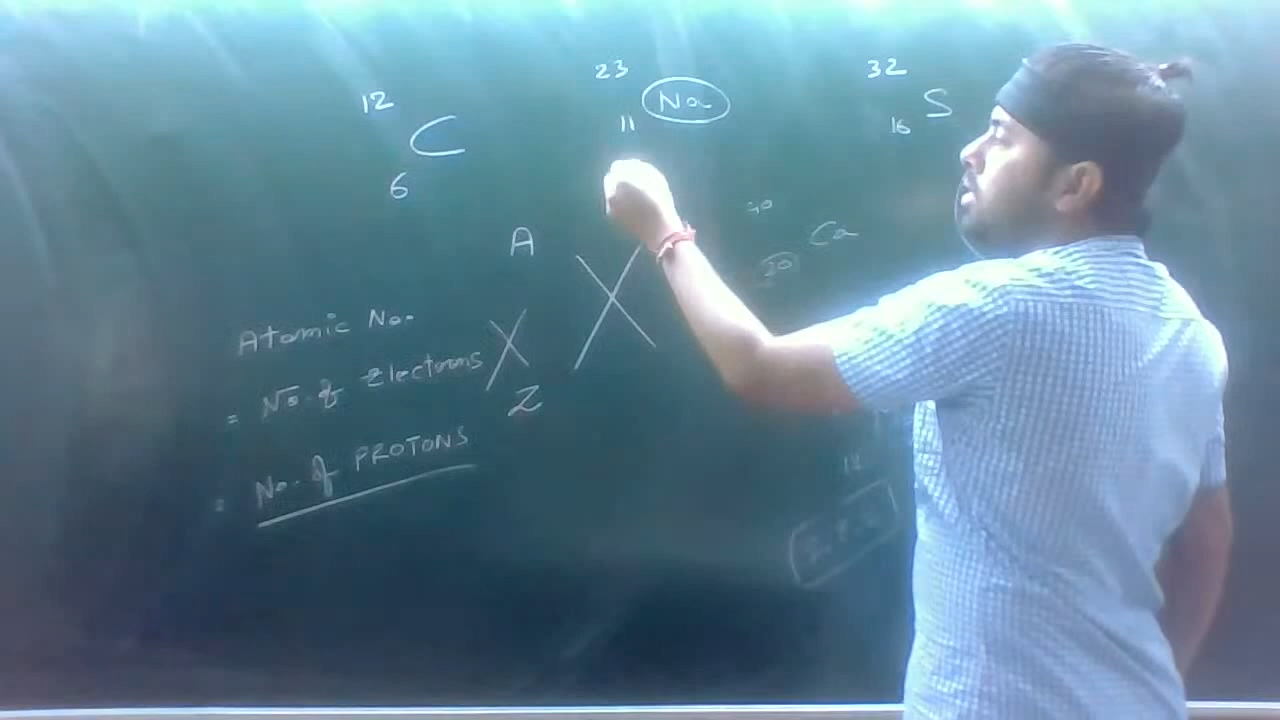 12
C
6
23
Na
11
32
S
16
A
X
Z
40
Ca
20
Atomic No.
= No. of Electrons
= No. of PROTONS